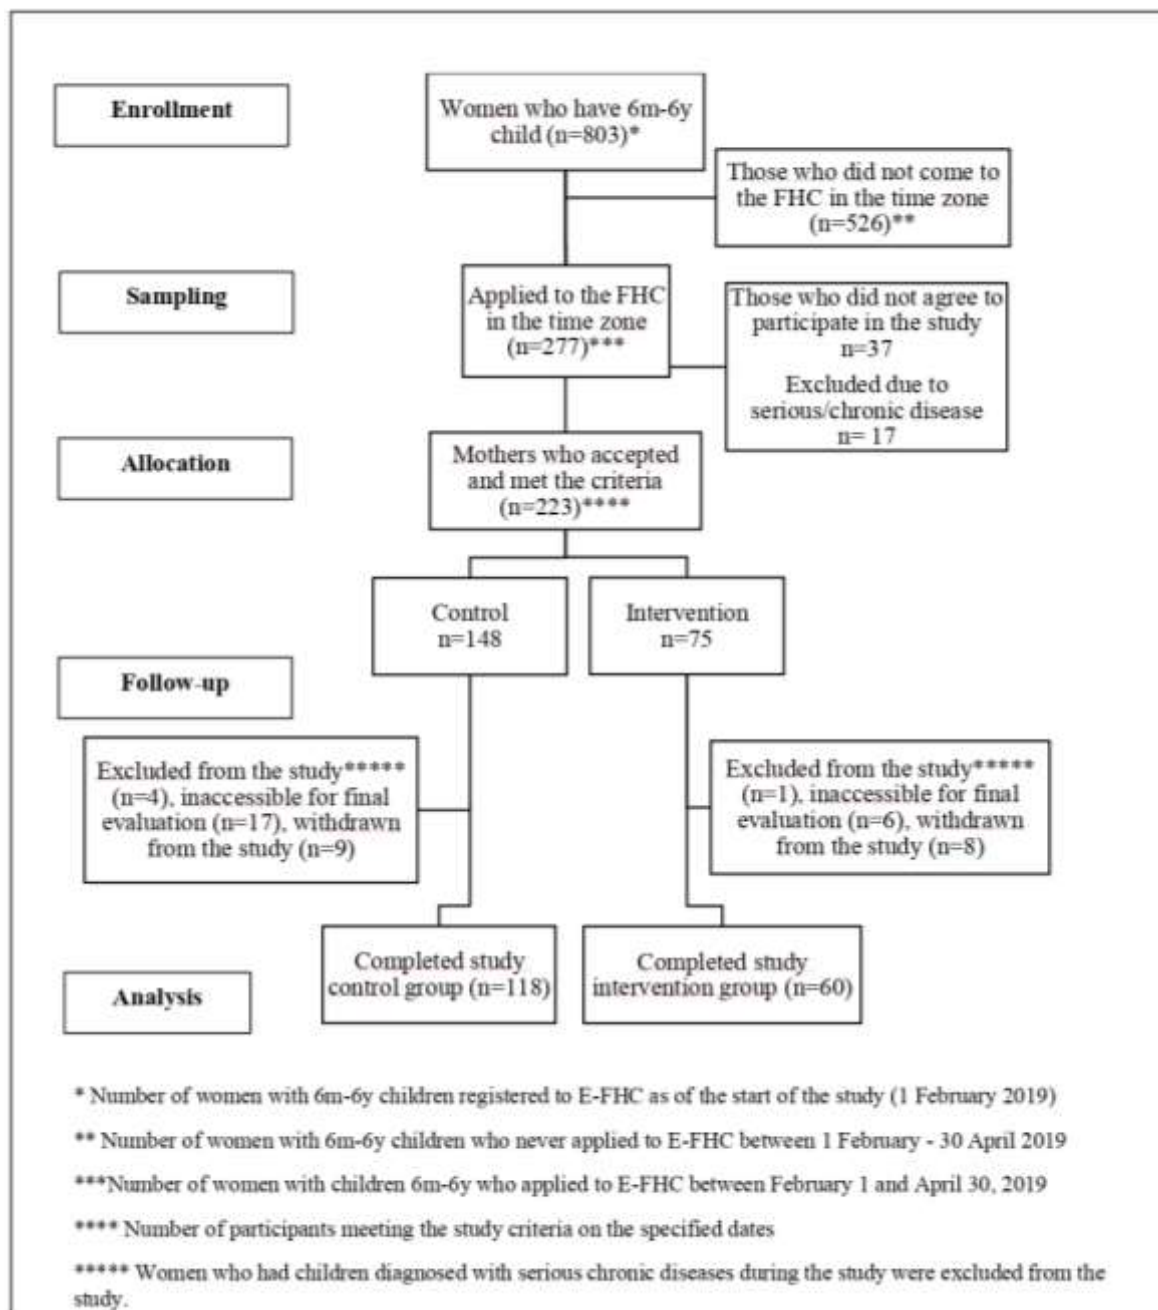 Enrollment
Women who have 6m-6y
child (n=803)*
Those who did not come to
the FHC in the time zone
(n=526)**
Sampling
Applied to the FHC
in the time zone
(n=277)***
Those who did not agree to
participate in the study
n=37
Excluded due to
serious/chronic disease
n= 17
Allocation
Mothers who accepted
and met the criteria
(n=223)****
Control
n=148
Intervention
n=75
Follow-up
Excluded from the study*****
(n=4), inaccessible for final
evaluation (n=17), withdrawn
from the study (n=9)
Excluded from the study*****
(n=1), inaccessible for final
evaluation (n=6), withdrawn
from the study (n=8)
Completed study
control group (n=118)
Completed study
intervention group (n=60)
Analysis
* Number of women with 6m-6y children registered to E-FHC as of the start of the study (1 February 2019)
** Number of women with 6m-6y children who never applied to E-FHC between 1 February - 30 April 2019
***Number of women with children 6m-6y who applied to E-FHC between February 1 and April 30, 2019
**** Number of participants meeting the study criteria on the specified dates
***** Women who had children diagnosed with serious chronic diseases during the study were excluded from the
study.